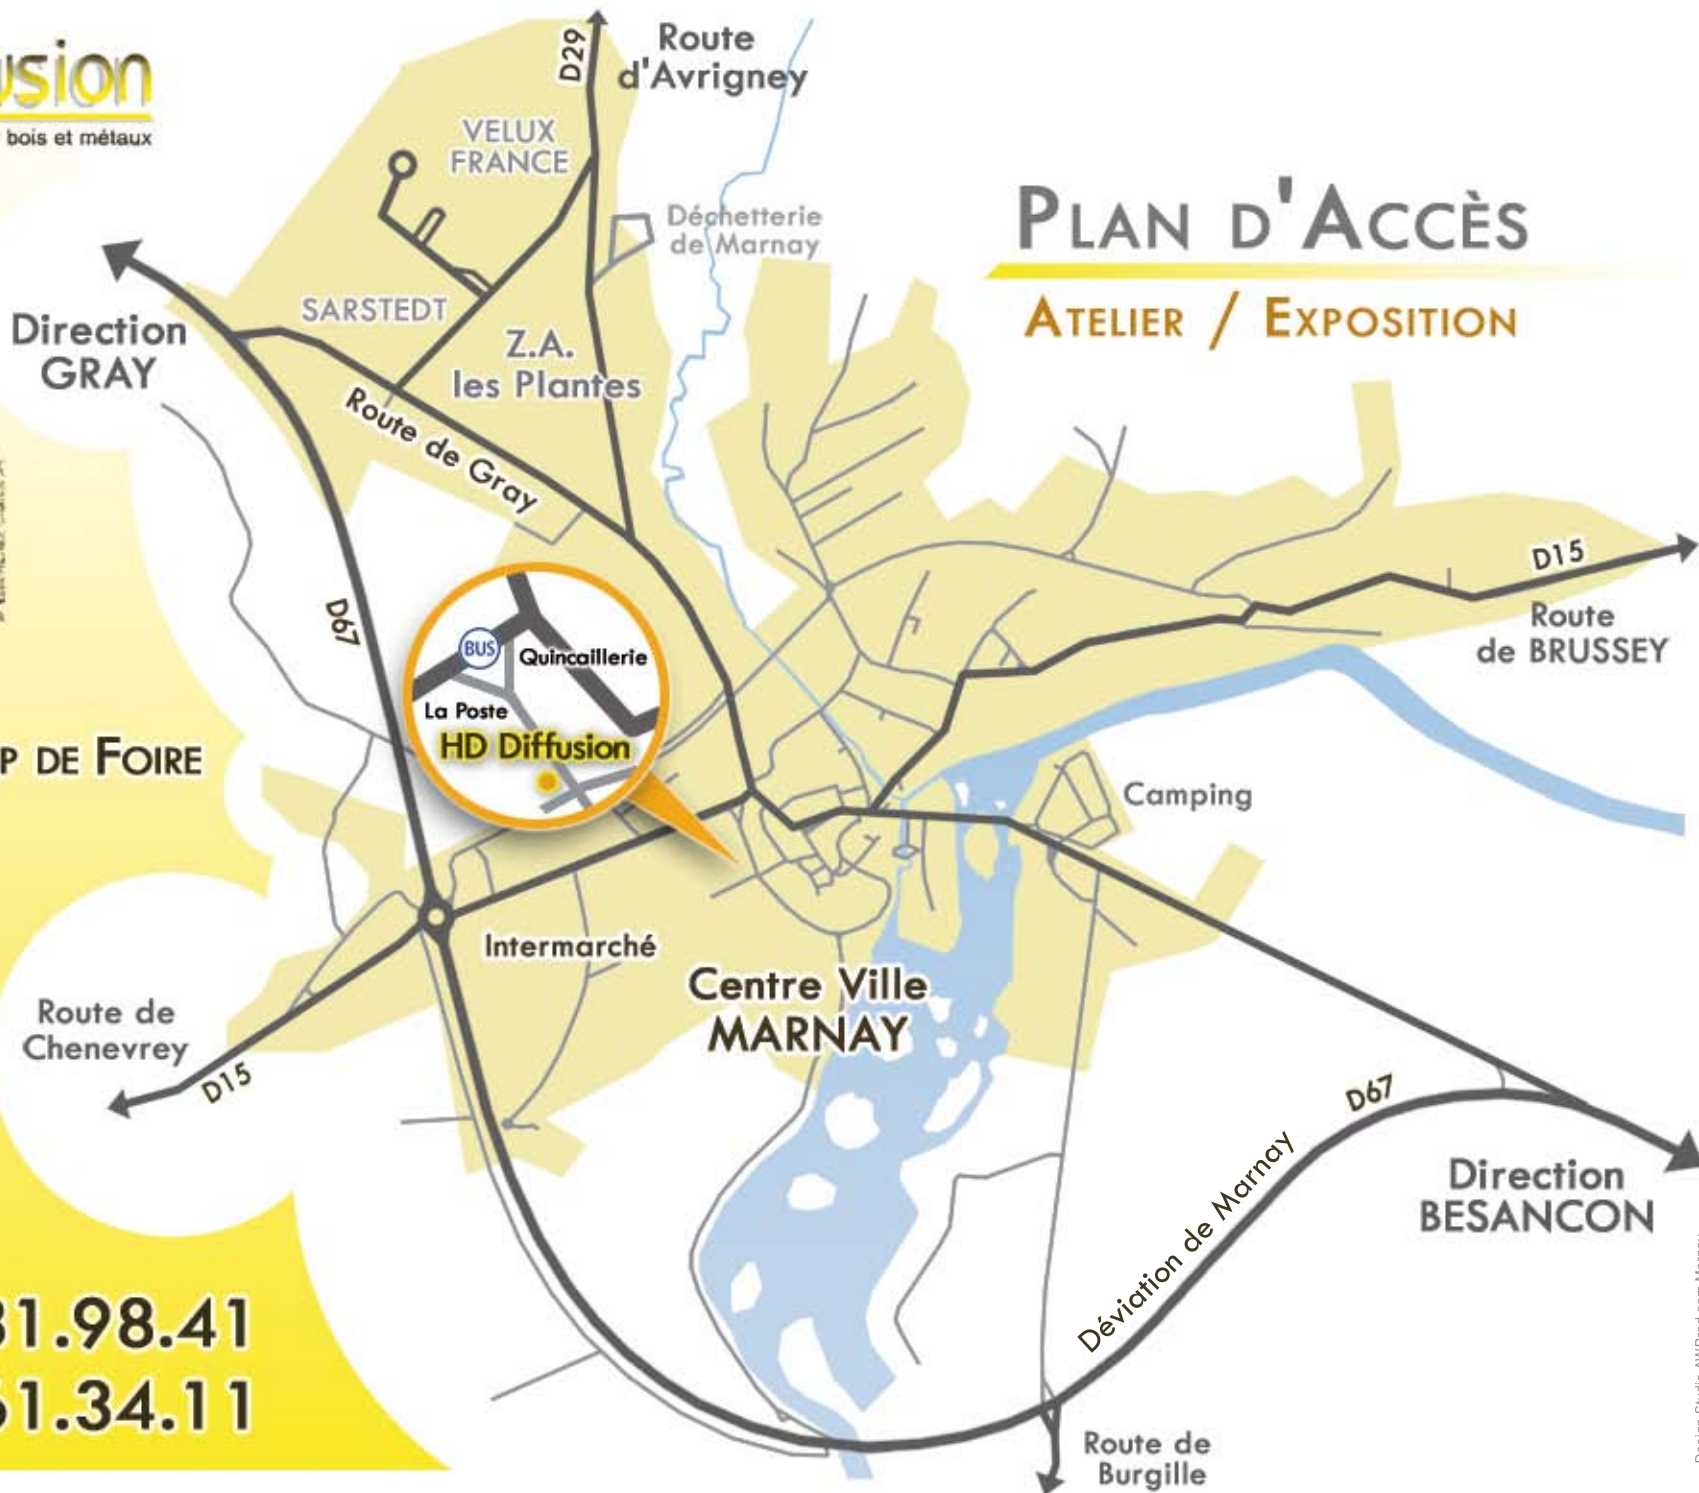 bois et métaux
D29
Route
d'Avrigney
VELUX
FRANCE
Déchetterie
de Marnay
PLAN D'ACCÈS
ATELIER / EXPOSITION
Direction
GRAY
SARSTEDT
Z.A.
les Plantes
Route de Gray
D67
BUS
Quincaillerie
La Poste
HD Diffusion
D15
Route
de BRUSSEY
DE FOIRE
Camping
Intermarché
Centre Ville
MARNAY
Route de
Chenevrey
D15
D67
Déviation de Marnay
Direction
BESANCON
31.98.41
61.34.11
Route de
Burgille